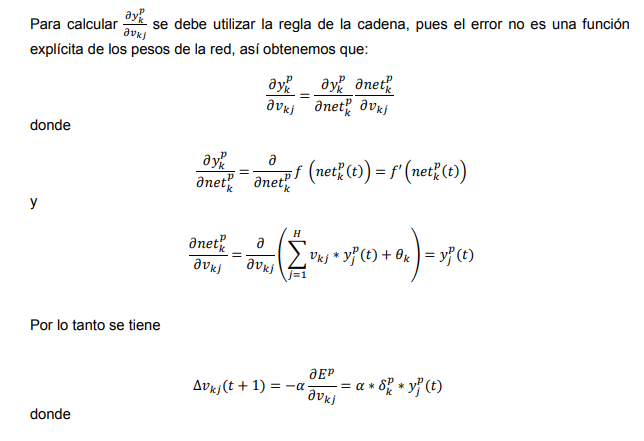 Para calcular $\frac{\partial y_k^p}{\partial v_{kj}}$ se debe utilizar la regla de la cadena, pues el error no es una función
explícita de los pesos de la red, así obtenemos que:
$$\frac{\partial y_k^p}{\partial v_{kj}} = \frac{\partial y_k^p}{\partial net_k^p} \frac{\partial net_k^p}{\partial v_{kj}}$$
donde
$$\frac{\partial y_k^p}{\partial net_k^p} = \frac{\partial}{\partial net_k^p} f\left(net_k^p(t)\right) = f'\left(net_k^p(t)\right)$$
y
$$\frac{\partial net_k^p}{\partial v_{kj}} = \frac{\partial}{\partial v_{kj}} \left( \sum_{j=1}^{H} v_{kj} * y_j^p(t) + \theta_k \right) = y_j^p(t)$$
Por lo tanto se tiene
$$\Delta v_{kj}(t+1) = -\alpha \frac{\partial E^p}{\partial v_{kj}} = \alpha * \delta_k^p * y_j^p(t)$$
donde